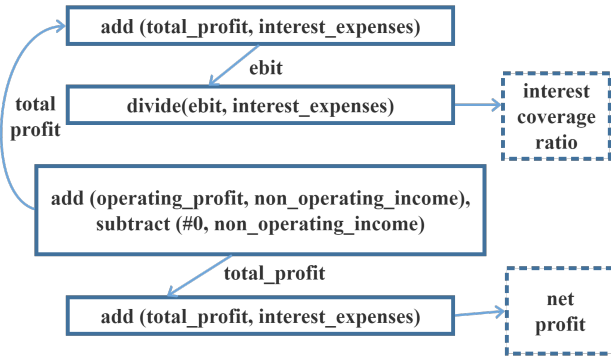 add (total_profit, interest_expenses)
ebit
total
profit
divide(ebit, interest_expenses)
interest
coverage
ratio
add (operating_profit, non_operating_income),
subtract (#0, non_operating_income)
total_profit
add (total_profit, interest_expenses)
net
profit